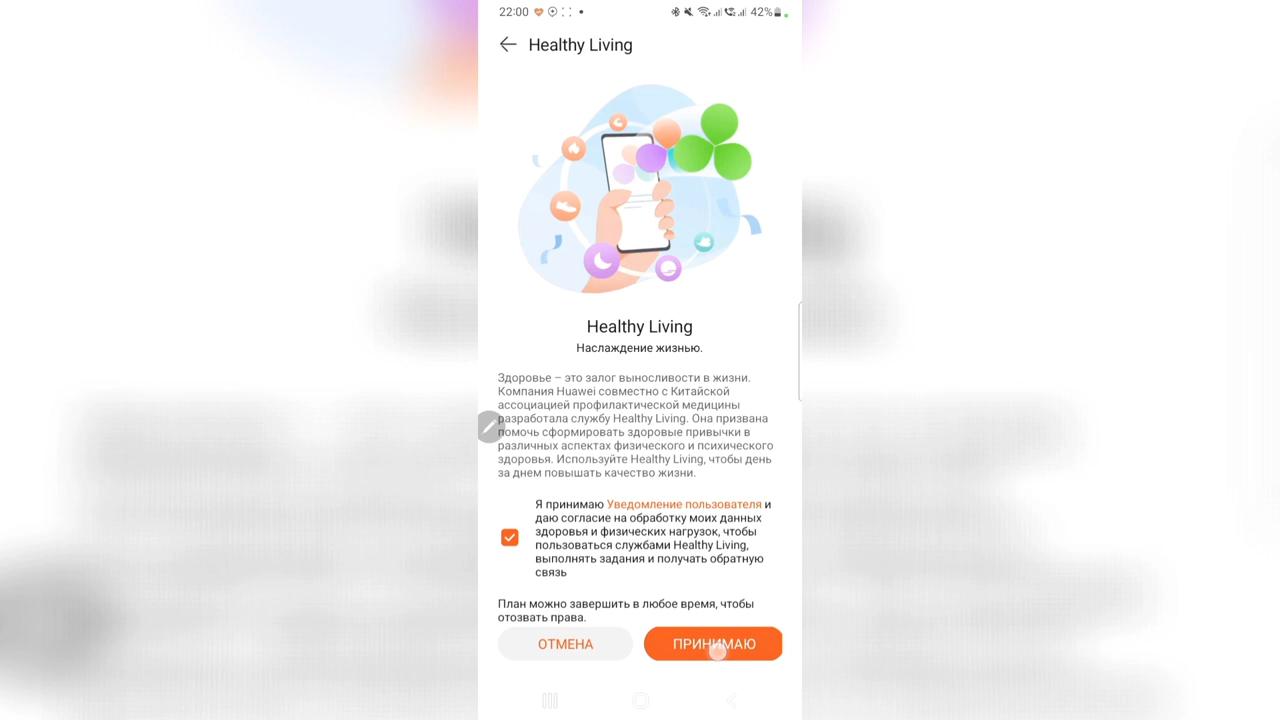 22:00
42%
Healthy Living
Healthy Living
Наслаждение жизнью.
Здоровье – это залог выносливости в жизни.
Компания Huawei совместно с Китайской
ассоциацией профилактической медицины
разработала службу Healthy Living. Она призвана
помочь сформировать здоровые привычки в
различных аспектах физического и психического
здоровья. Используйте Healthy Living, чтобы день
за днем повышать качество жизни.
Я принимаю Уведомление пользователя и
даю согласие на обработку моих данных
здоровья и физических нагрузок, чтобы
пользоваться службами Healthy Living,
выполнять задания и получать обратную
связь
План можно завершить в любое время, чтобы
отозвать права.
ОТМЕНА
ПРИНИМАЮ